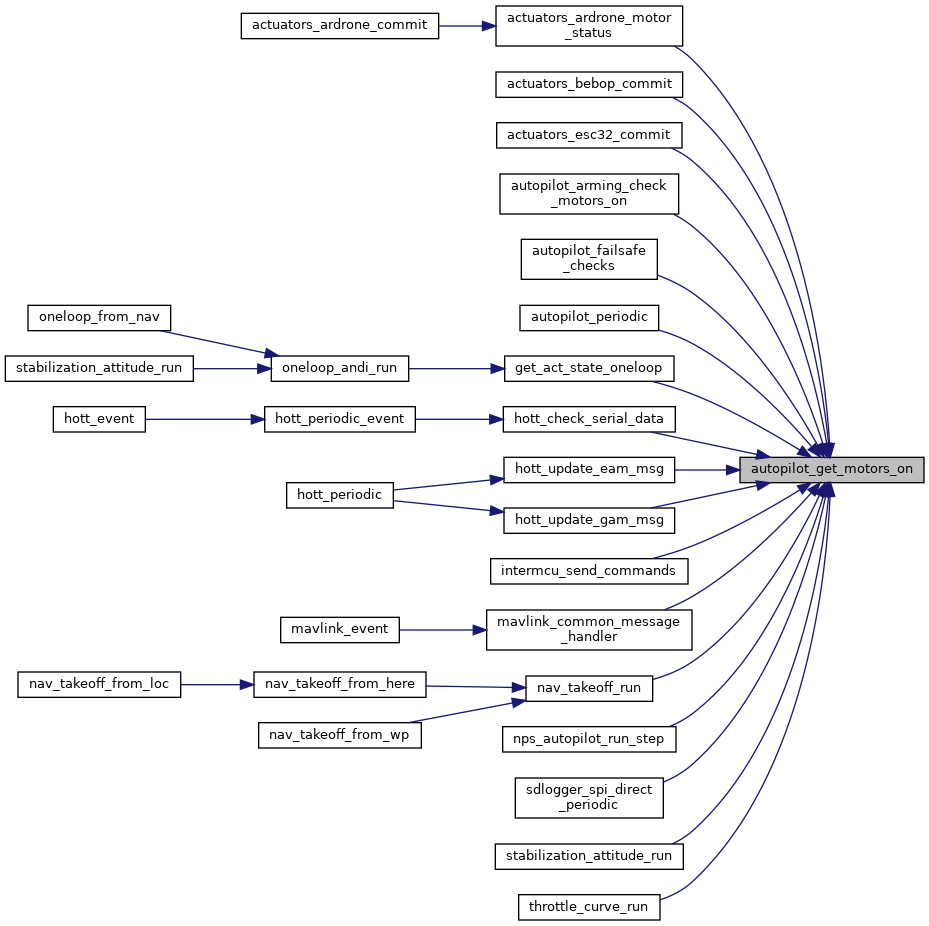 actuators_ardrone_commit
actuators_ardrone_motor
_status
actuators_bebop_commit
actuators_esc32_commit
autopilot_arming_check
_motors_on
autopilot_failsafe
_checks
autopilot_periodic
oneloop_from_nav
stabilization_attitude_run
oneloop_andi_run
get_act_state_oneloop
hott_event
hott_periodic_event
hott_check_serial_data
autopilot_get_motors_on
hott_update_eam_msg
hott_periodic
hott_update_gam_msg
intermcu_send_commands
mavlink_event
mavlink_common_message
_handler
nav_takeoff_from_loc
nav_takeoff_from_here
nav_takeoff_run
nav_takeoff_from_wp
nps_autopilot_run_step
sdlogger_spi_direct
_periodic
stabilization_attitude_run
throttle_curve_run